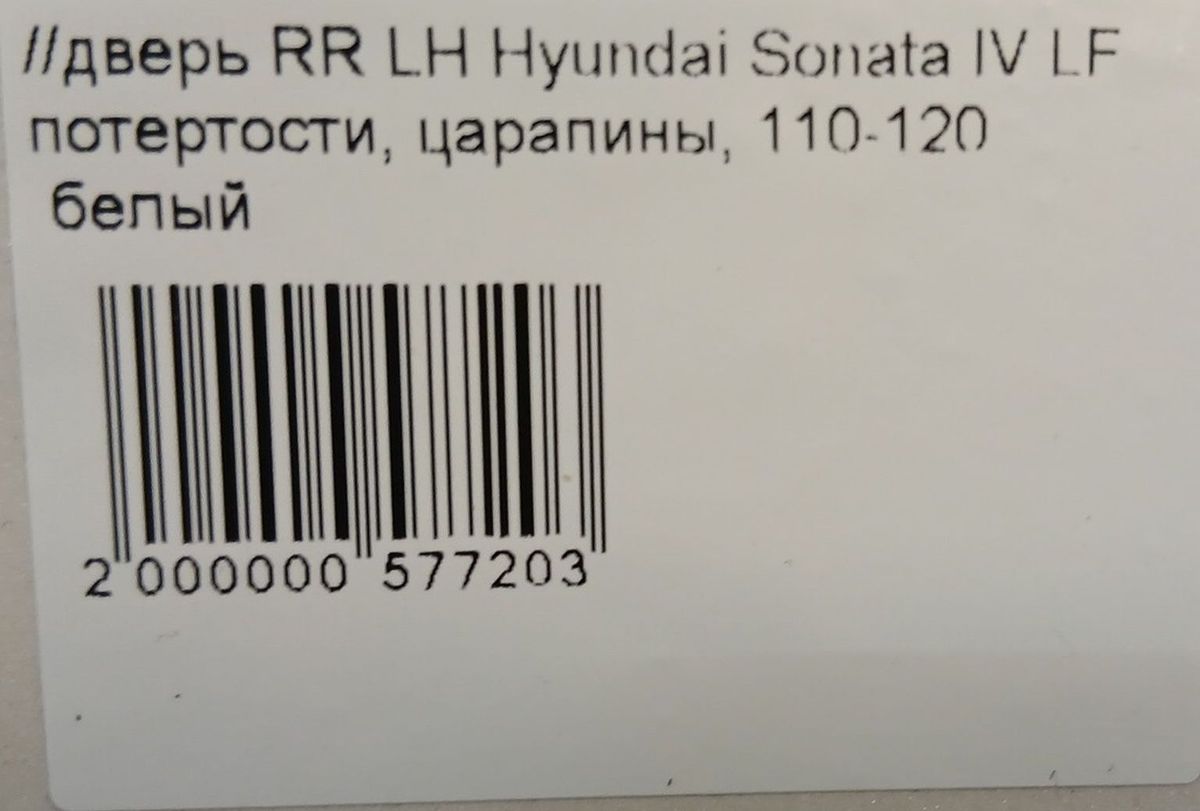 //дверь RR LH Hyundai Sonata IV LF
потертости, царапины, 110-120
белый
2 000000 577203